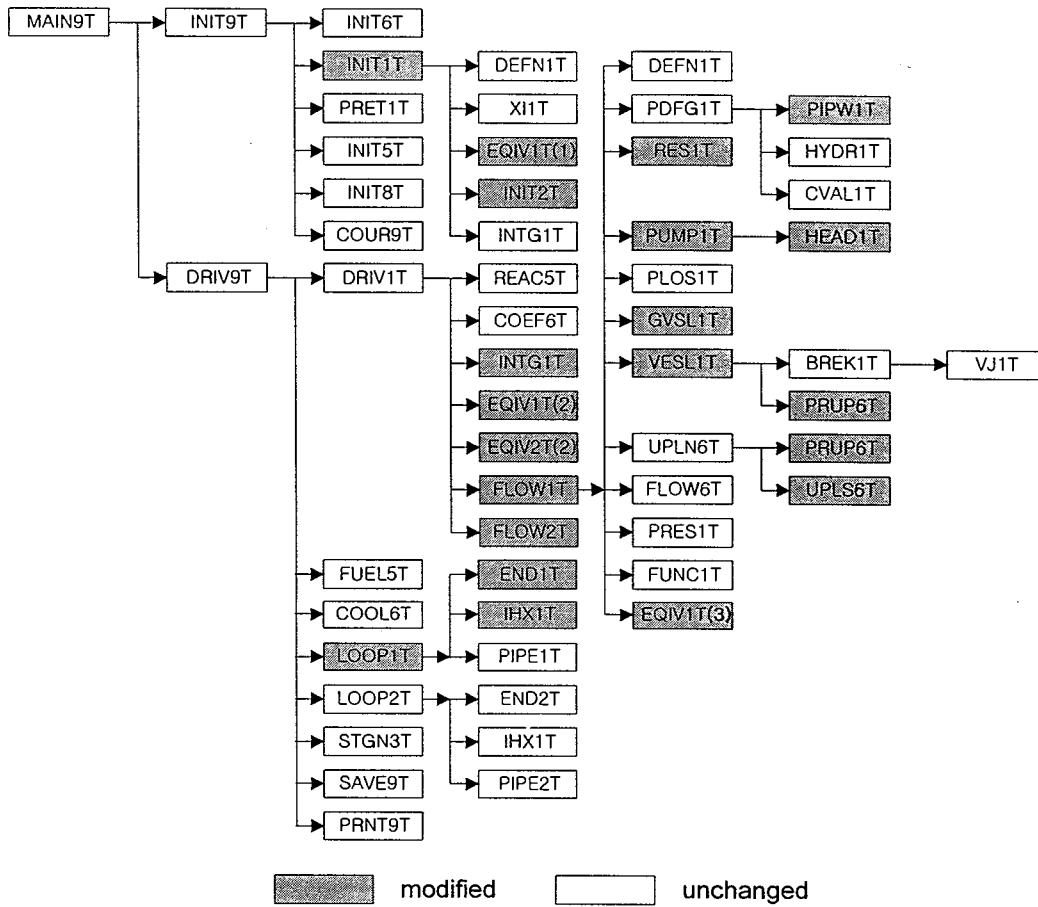 MAIN9T INIT9T INIT6T
INIT1T DEFN1T DEFN1T
PRET1T XI1T PDFG1T PIPW1T
INIT5T EQIV1T(1) RES1T HYDR1T
INIT8T INIT2T CVAL1T
COUR9T INTG1T PUMP1T HEAD1T
DRIV9T DRIV1T REAC5T PLOS1T
COEF6T GVSL1T
INTG1T VESL1T BREK1T VJ1T
EQIV1T(2) PRUP6T
EQIV2T(2) UPLN6T PRUP6T
FLOW1T FLOW6T UPLS6T
FLOW2T PRES1T
FUEL5T END1T FUNC1T
COOL6T IHX1T EQIV1T(3)
LOOP1T PIPE1T
LOOP2T END2T
STGN3T IHX1T
SAVE9T PIPE2T
PRNT9T
modified unchanged